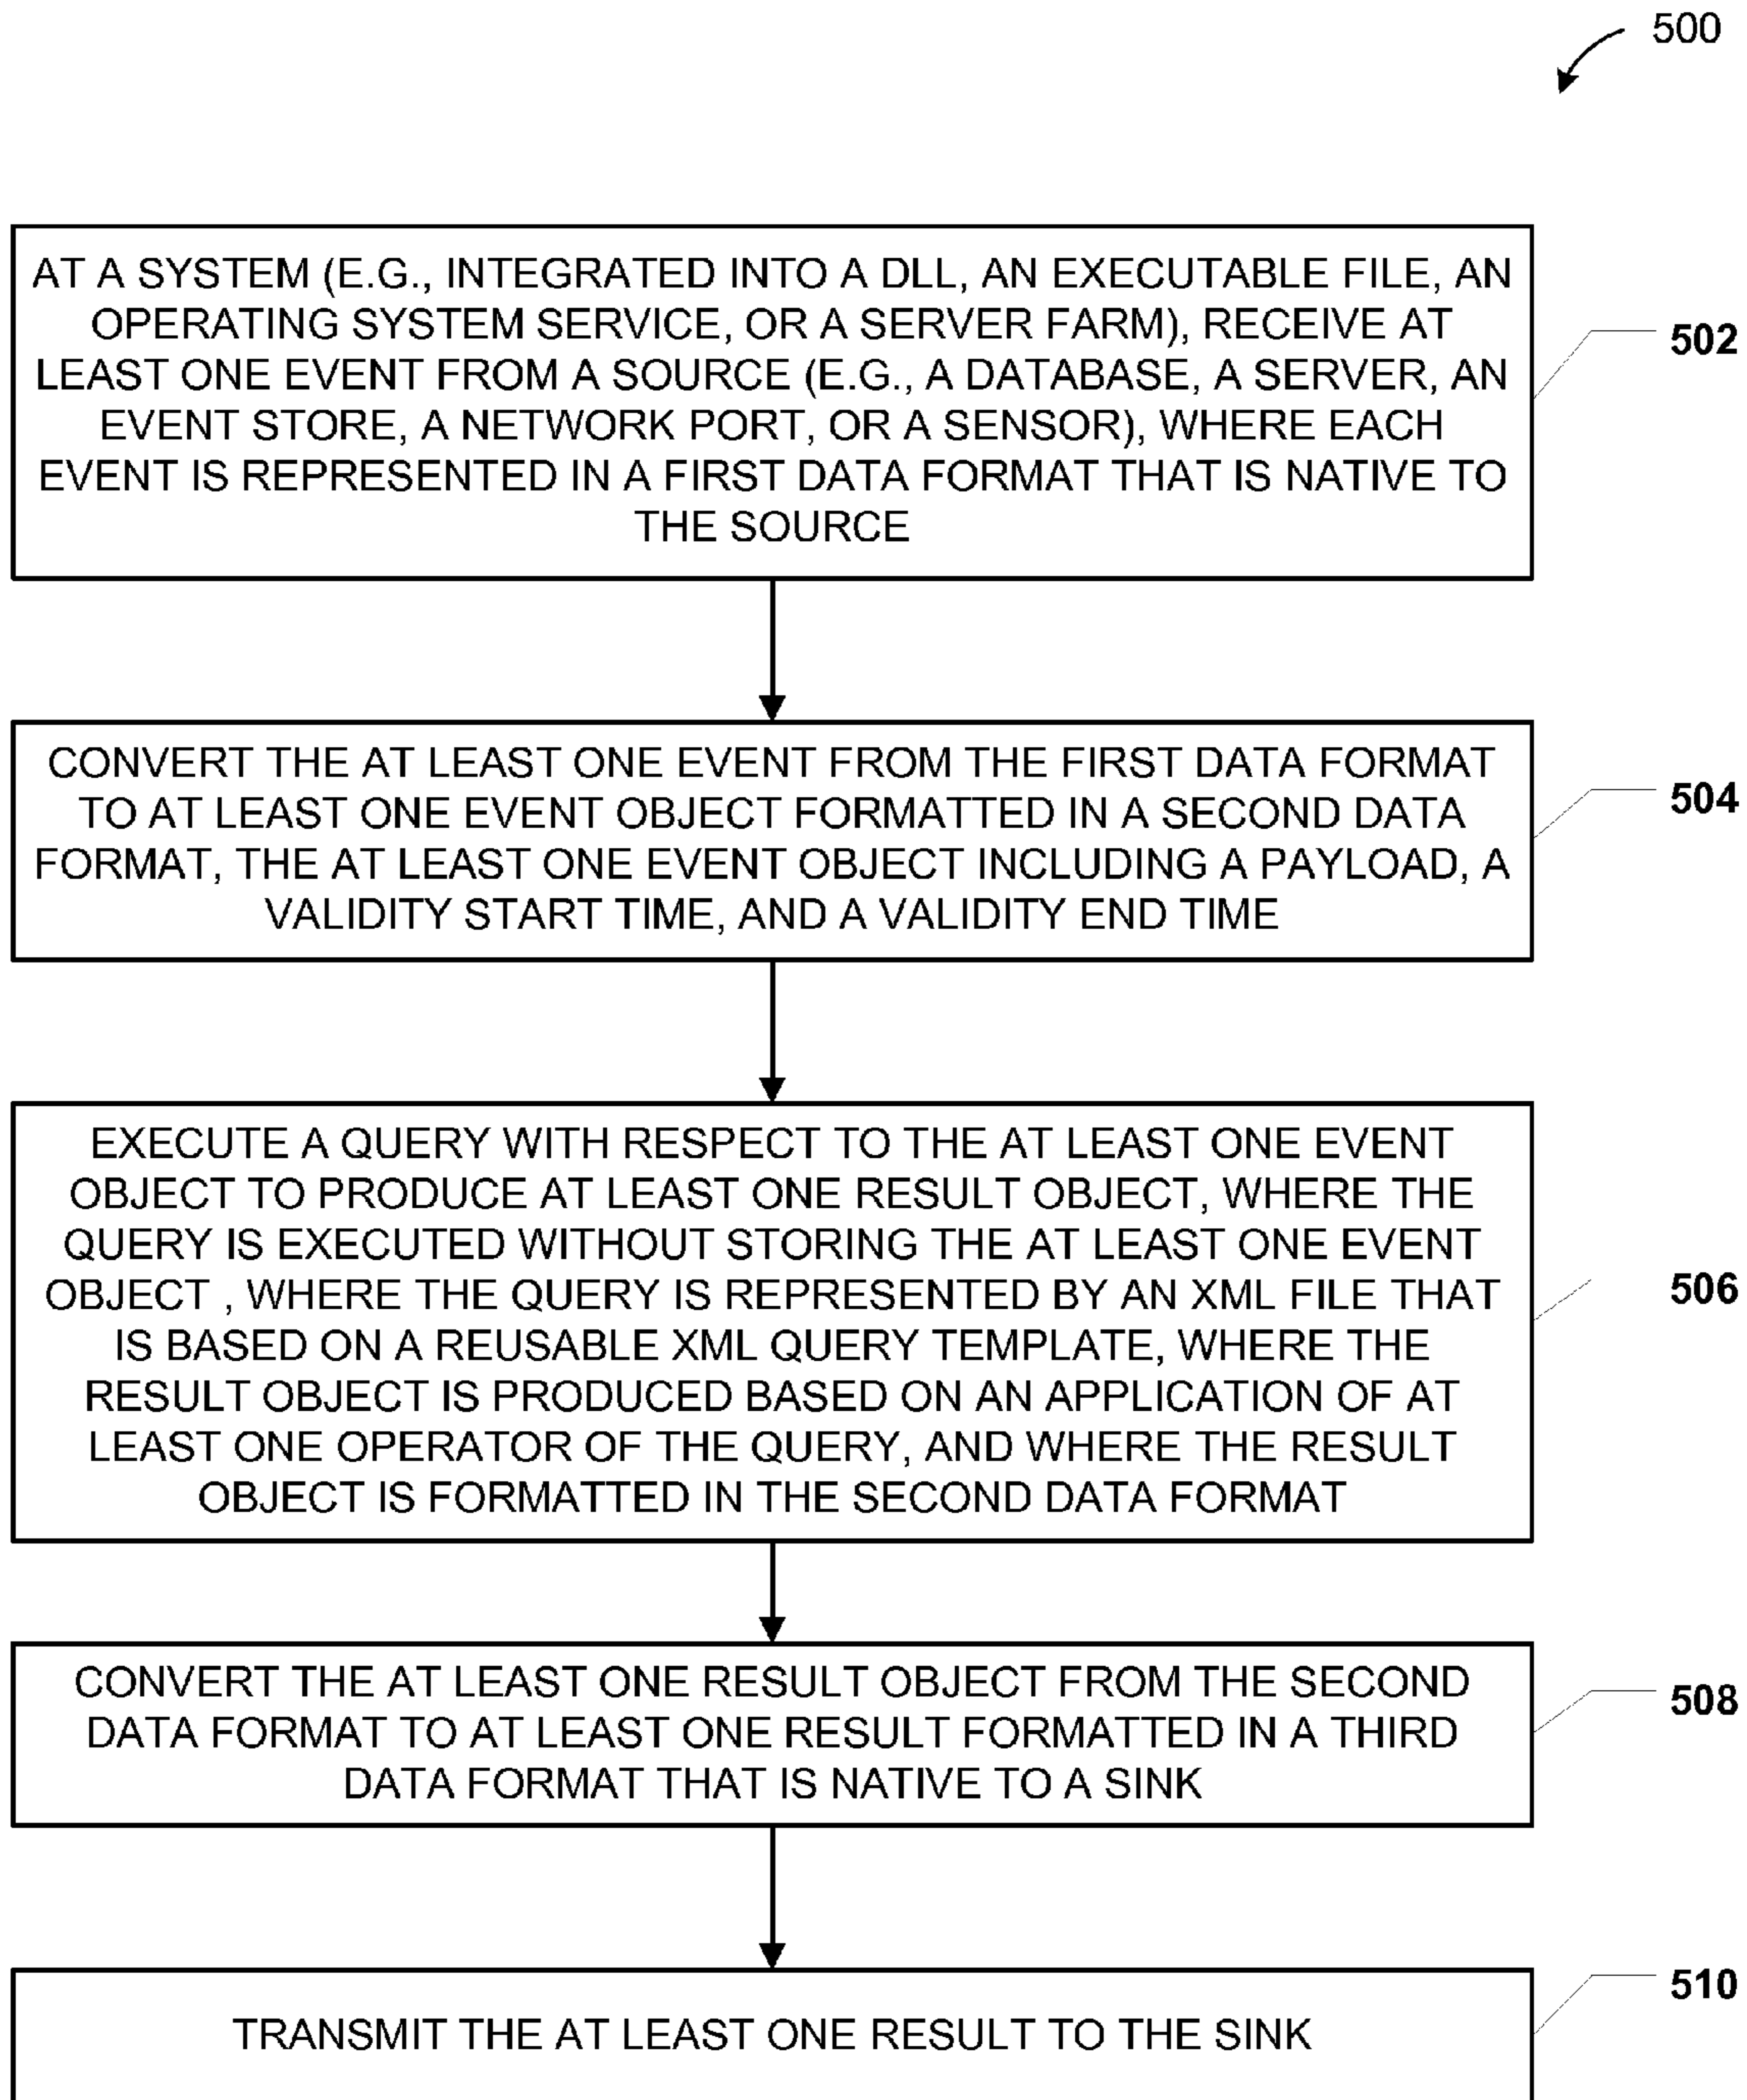 500
AT A SYSTEM (E.G., INTEGRATED INTO A DLL, AN EXECUTABLE FILE, AN
OPERATING SYSTEM SERVICE, OR A SERVER FARM), RECEIVE AT
LEAST ONE EVENT FROM A SOURCE (E.G., A DATABASE, A SERVER, AN
EVENT STORE, A NETWORK PORT, OR A SENSOR), WHERE EACH
EVENT IS REPRESENTED IN A FIRST DATA FORMAT THAT IS NATIVE TO
THE SOURCE
502
CONVERT THE AT LEAST ONE EVENT FROM THE FIRST DATA FORMAT
TO AT LEAST ONE EVENT OBJECT FORMATTED IN A SECOND DATA
FORMAT, THE AT LEAST ONE EVENT OBJECT INCLUDING A PAYLOAD, A
VALIDITY START TIME, AND A VALIDITY END TIME
504
EXECUTE A QUERY WITH RESPECT TO THE AT LEAST ONE EVENT
OBJECT TO PRODUCE AT LEAST ONE RESULT OBJECT, WHERE THE
QUERY IS EXECUTED WITHOUT STORING THE AT LEAST ONE EVENT
OBJECT , WHERE THE QUERY IS REPRESENTED BY AN XML FILE THAT
IS BASED ON A REUSABLE XML QUERY TEMPLATE, WHERE THE
RESULT OBJECT IS PRODUCED BASED ON AN APPLICATION OF AT
LEAST ONE OPERATOR OF THE QUERY, AND WHERE THE RESULT
OBJECT IS FORMATTED IN THE SECOND DATA FORMAT
506
CONVERT THE AT LEAST ONE RESULT OBJECT FROM THE SECOND
DATA FORMAT TO AT LEAST ONE RESULT FORMATTED IN A THIRD
DATA FORMAT THAT IS NATIVE TO A SINK
508
TRANSMIT THE AT LEAST ONE RESULT TO THE SINK
510